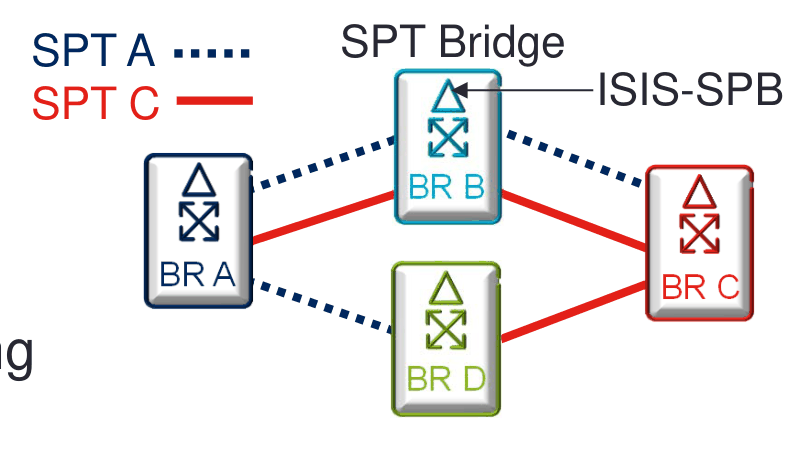 SPT A
SPT C
SPT Bridge
ISIS-SPB
BR B
BR A
BR C
BR D